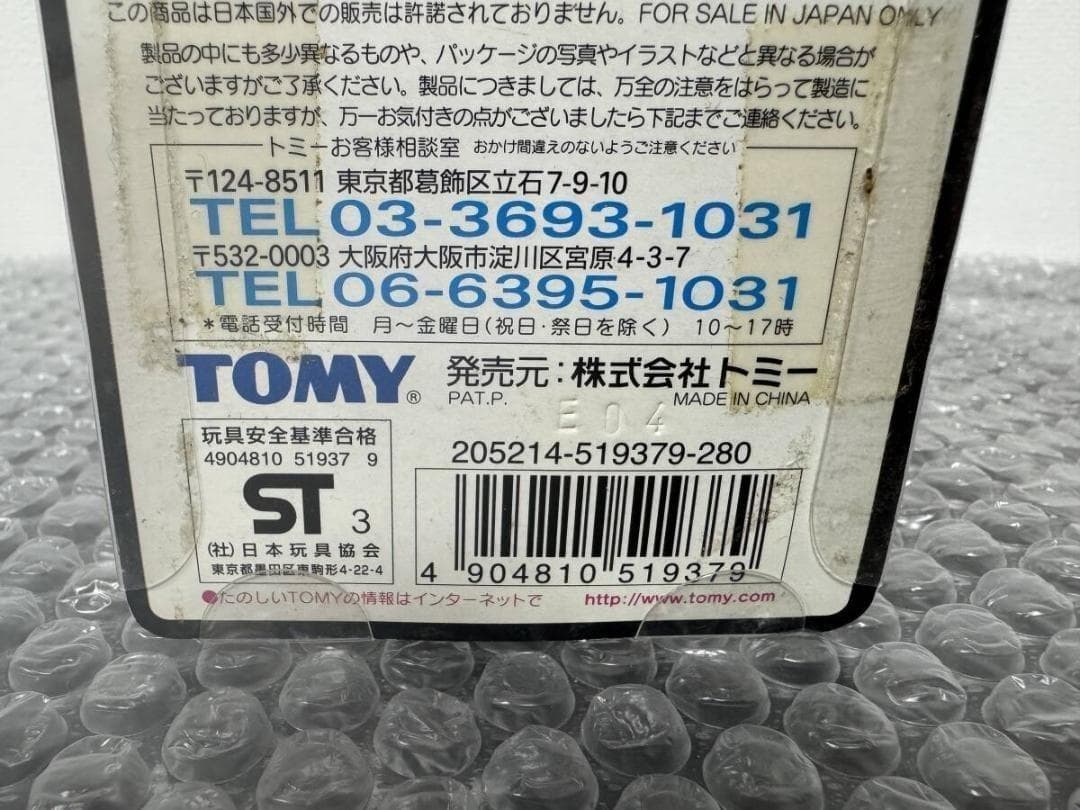 この商品は日本国外での販売は許諾されておりません。FOR SALE IN JAPAN ONLY
製品の中にも多少異なるものや、パッケージの写真やイラストなどと異なる場合が
ございますがご了承ください。製品につきましては、万全の注意をはらって製造に
当たっておりますが、万一お気付きの点がございましたら下記までご連絡ください。
トミーお客様相談室 おかけ間違えのないようご注意ください
〒124-8511 東京都葛飾区立石7-9-10
TEL 03-3693-1031
〒532-0003 大阪府大阪市淀川区宮原4-3-7
TEL 06-6395-1031
*電話受付時間 月～金曜日(祝日・祭日を除く) 10～17時
TOMY® 発売元:株式会社トミー
PAT.P. MADE IN CHINA
E04
玩具安全基準合格
4904810 51937 9
ST 3
(社)日本玩具協会
東京都墨田区東駒形4-22-4
205214-519379-280
4 904810 519379
●たのしいTOMYの情報はインターネットで http://www.tomy.com